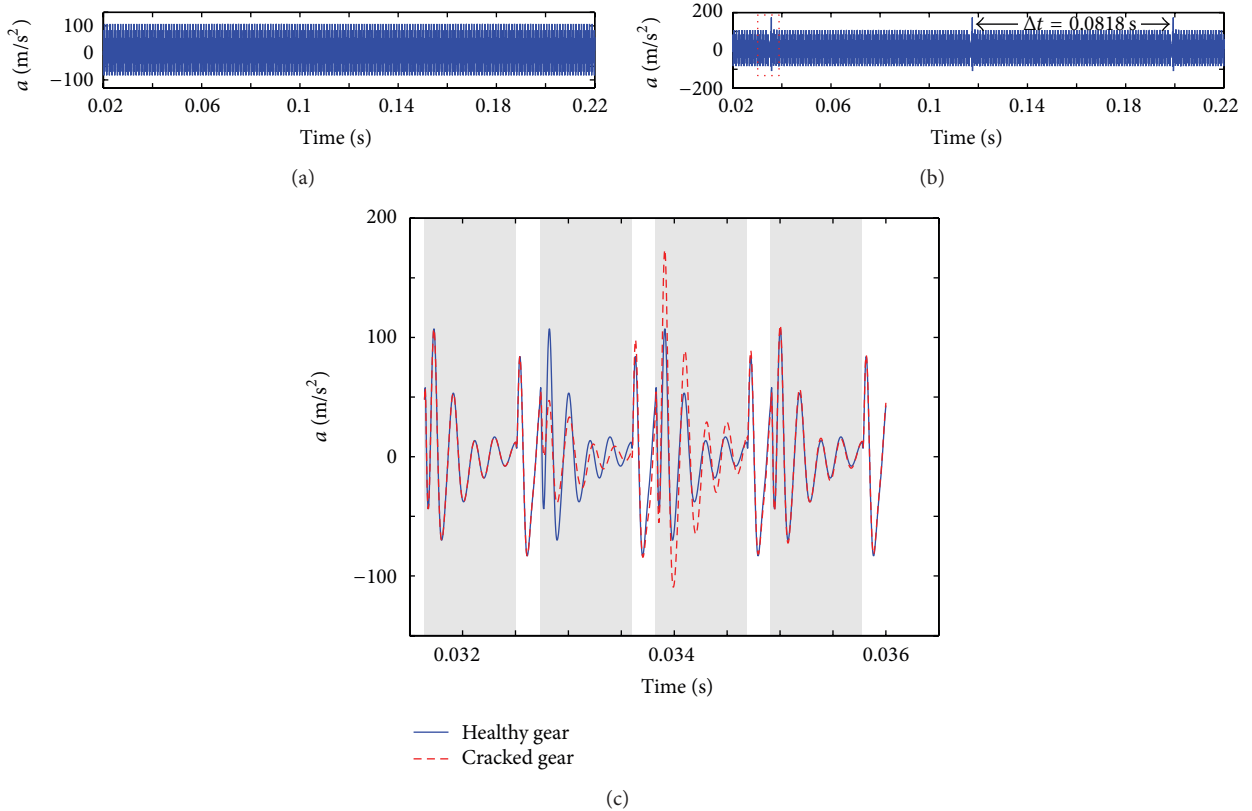 100
0
−100
a (m/s²)
0.02 0.06 0.1 0.14 0.18 0.22
Time (s)
(a)
200
0
−200
a (m/s²)
Δt = 0.0818 s
0.02 0.06 0.1 0.14 0.18 0.22
Time (s)
(b)
200
100
0
−100
a (m/s²)
0.032 0.034 0.036
Time (s)
Healthy gear
Cracked gear
(c)